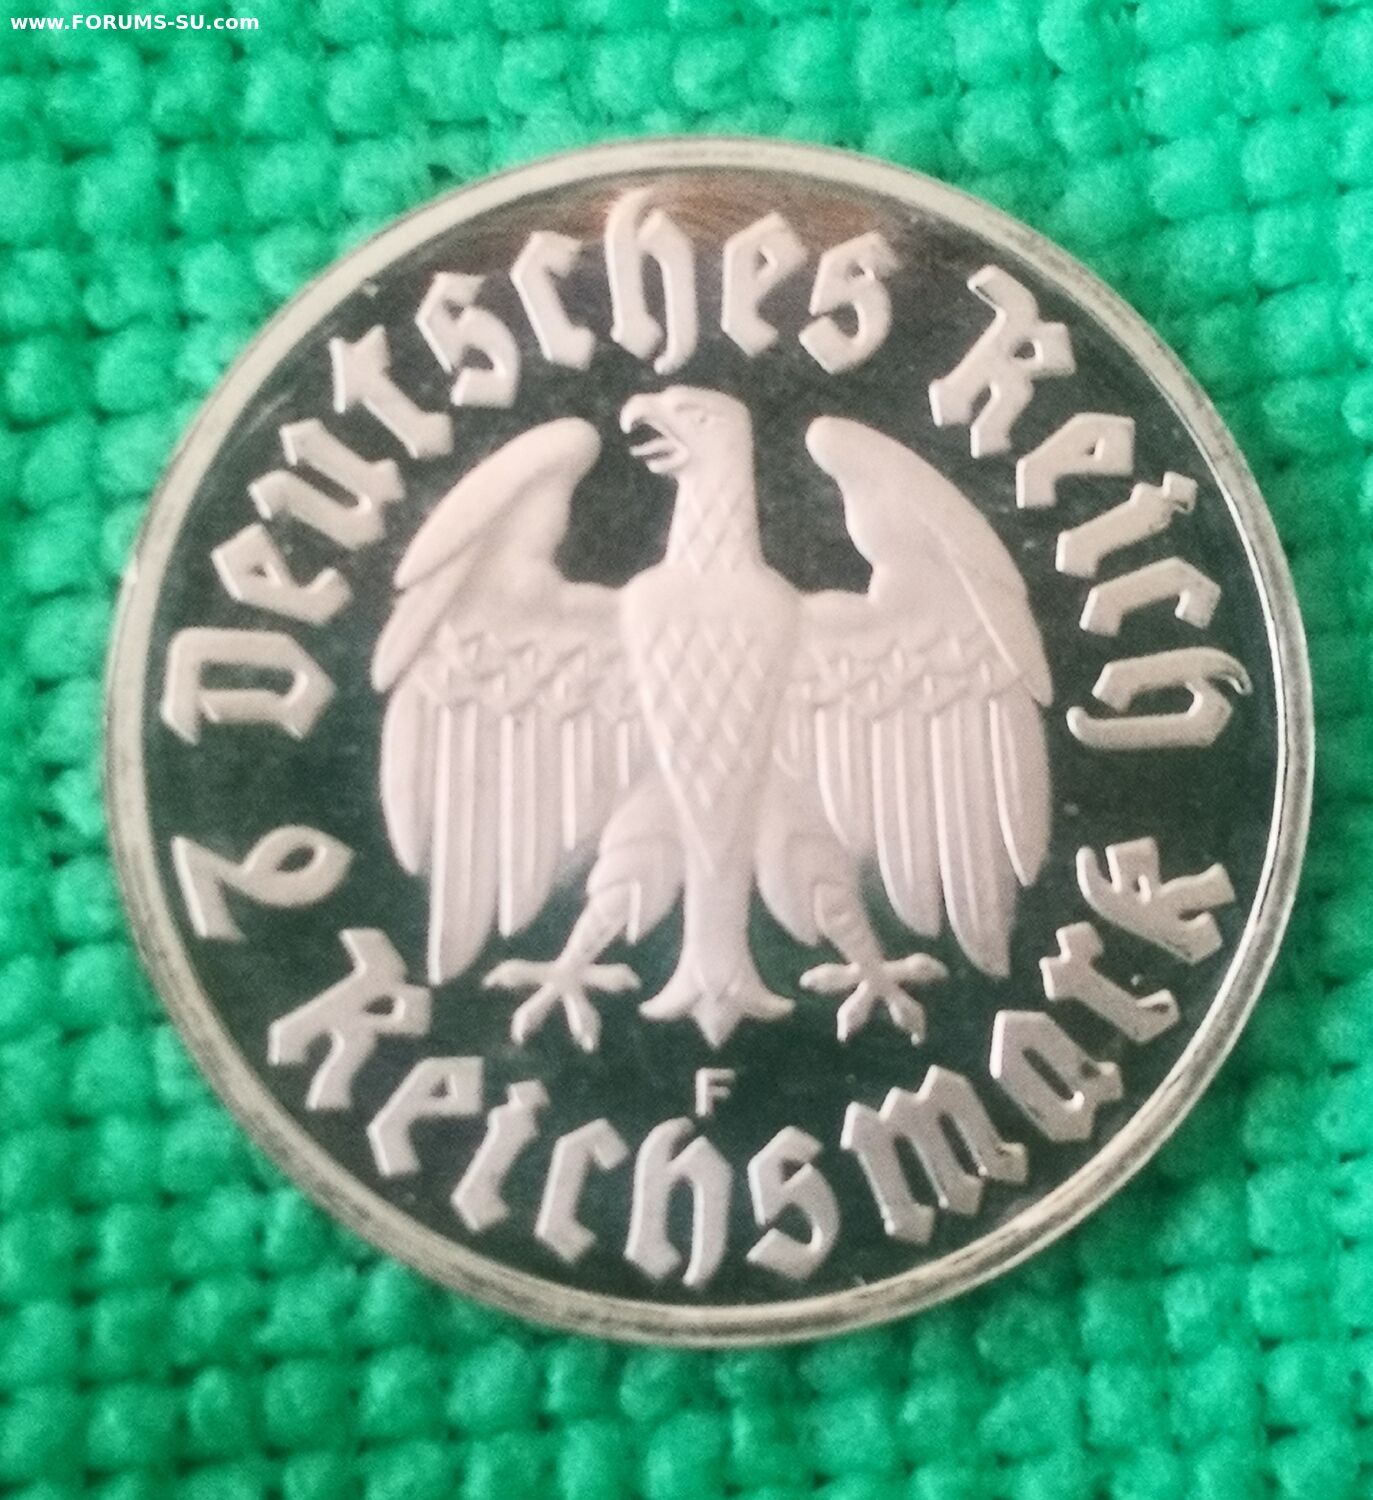 www.FORUMS-SU.com
Deutsches Reich
2 Reichsmark
F